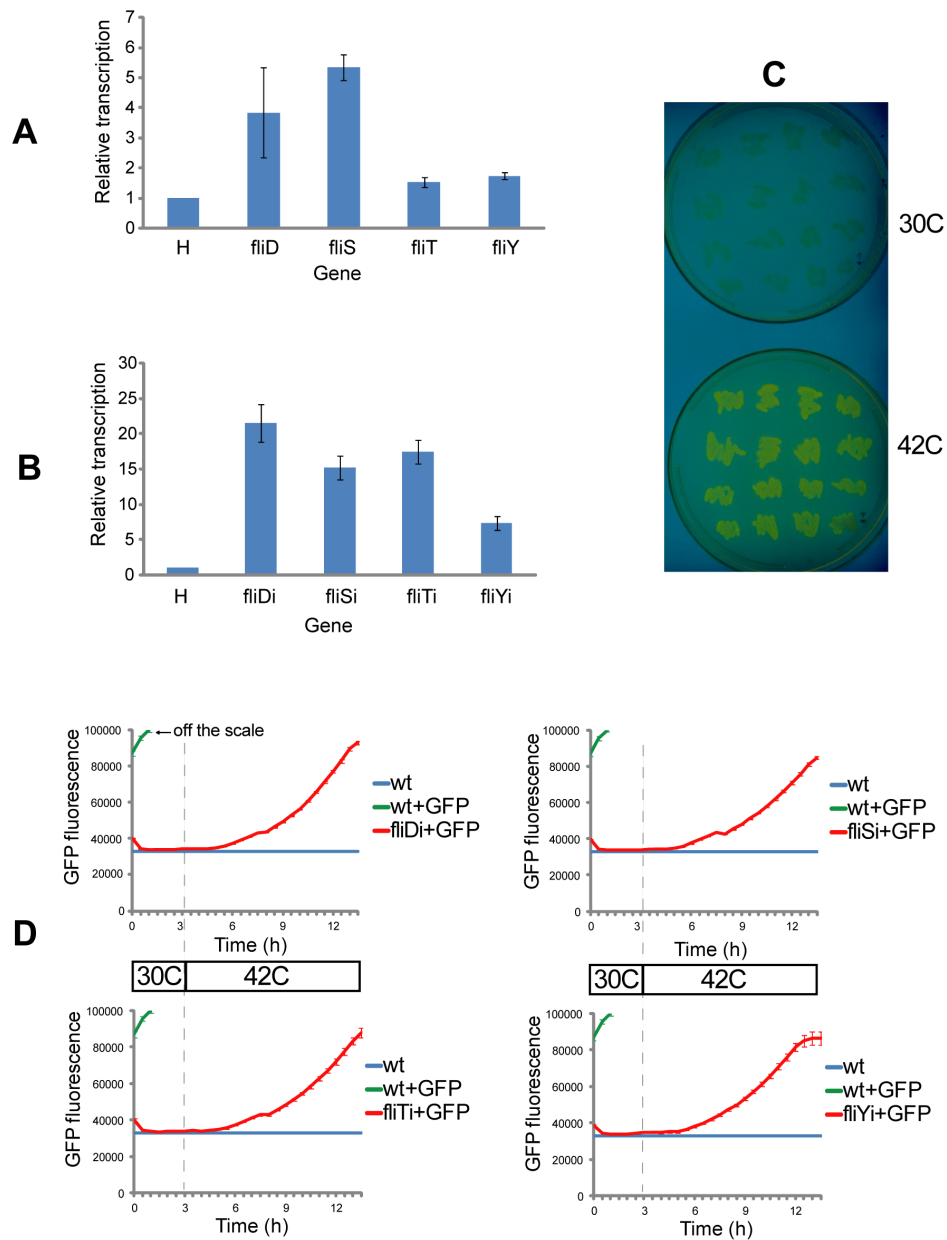 A
Relative transcription
7
6
5
4
3
2
1
0
H fliD fliS fliT fliY
Gene
B
Relative transcription
30
25
20
15
10
5
0
H fliDi fliSi fliTi fliYi
Gene
C
30C
42C
D
GFP fluorescence
100000
80000
60000
40000
20000
0
0 3 6 9 12
Time (h)
off the scale
wt
wt+GFP
fliDi+GFP
GFP fluorescence
100000
80000
60000
40000
20000
0
0 3 6 9 12
Time (h)
wt
wt+GFP
fliSi+GFP
30C 42C
30C 42C
GFP fluorescence
100000
80000
60000
40000
20000
0
0 3 6 9 12
Time (h)
wt
wt+GFP
fliTi+GFP
GFP fluorescence
100000
80000
60000
40000
20000
0
0 3 6 9 12
Time (h)
wt
wt+GFP
fliYi+GFP